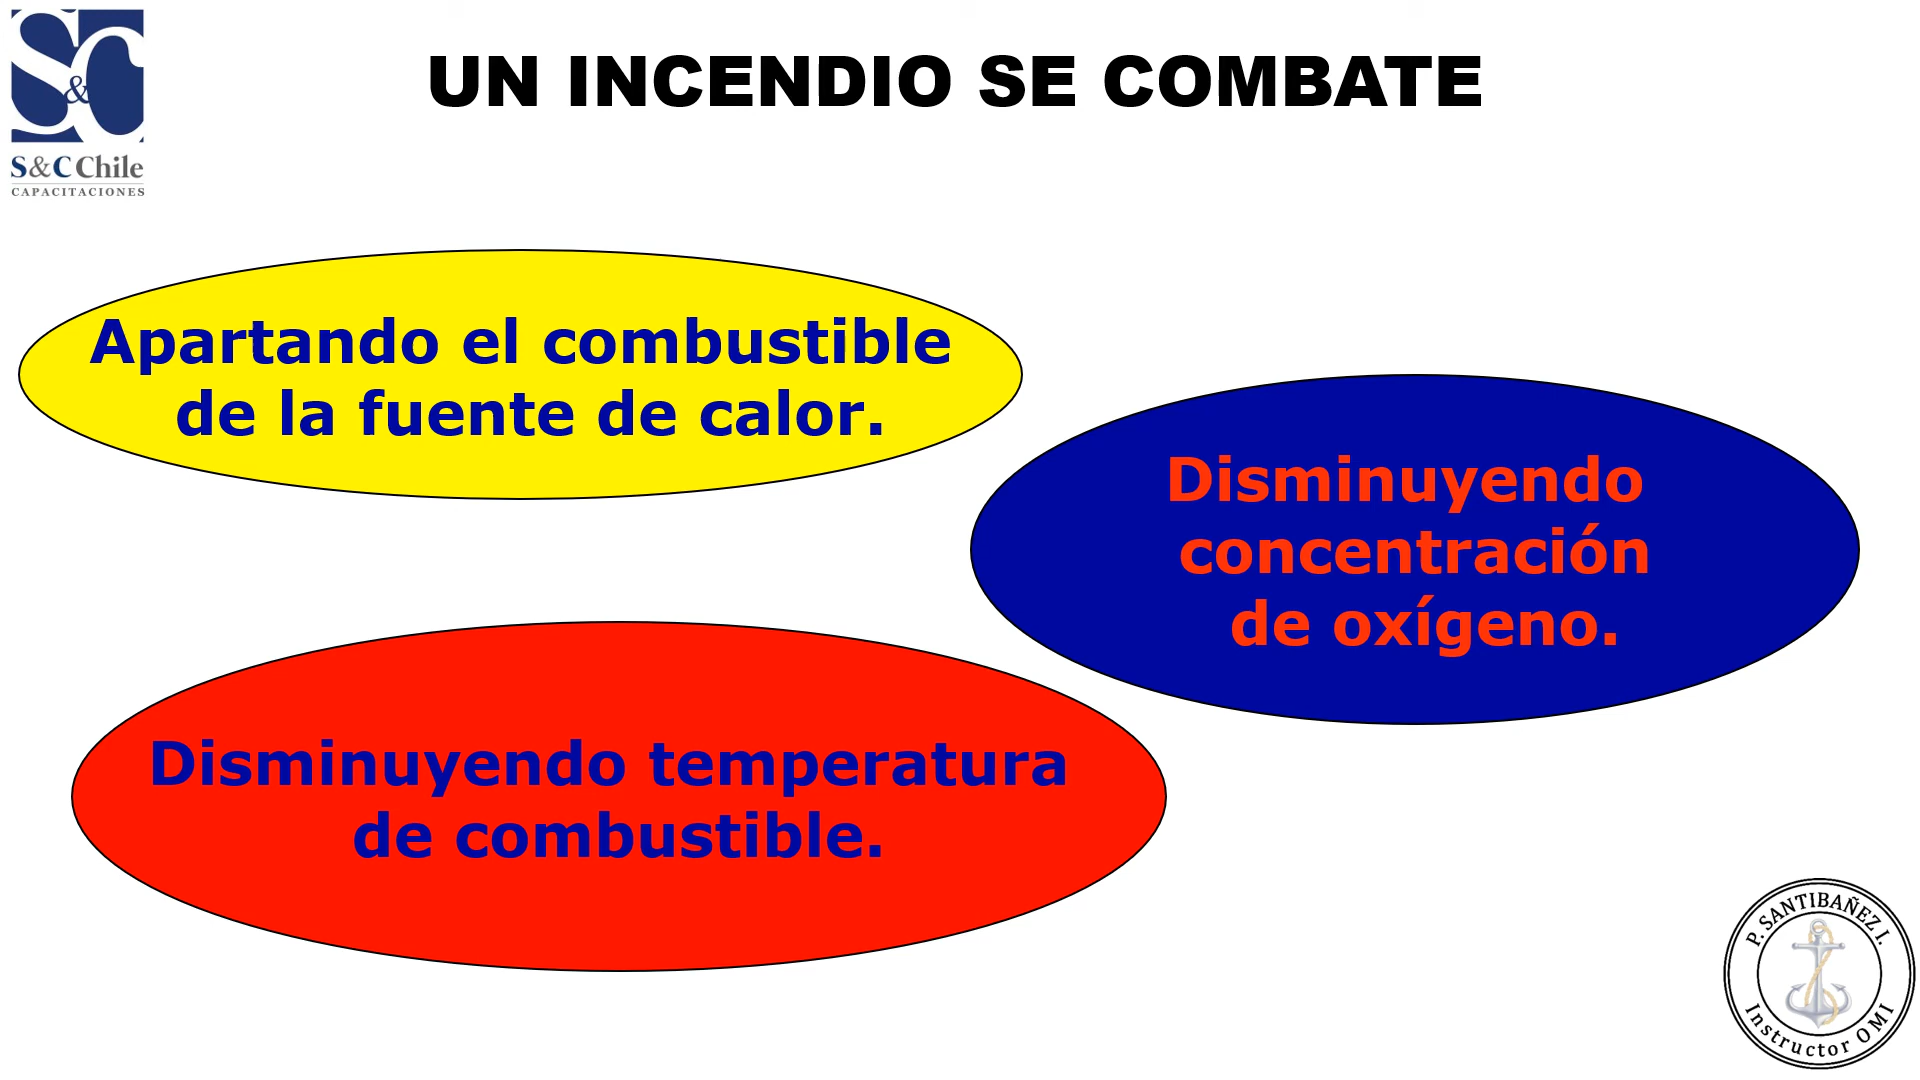 S&C
S&C Chile
CAPACITACIONES
UN INCENDIO SE COMBATE
Apartando el combustible
de la fuente de calor.
Disminuyendo
concentración
de oxígeno.
Disminuyendo temperatura
de combustible.
P. SANTIBAÑEZ I.
Instructor OMI